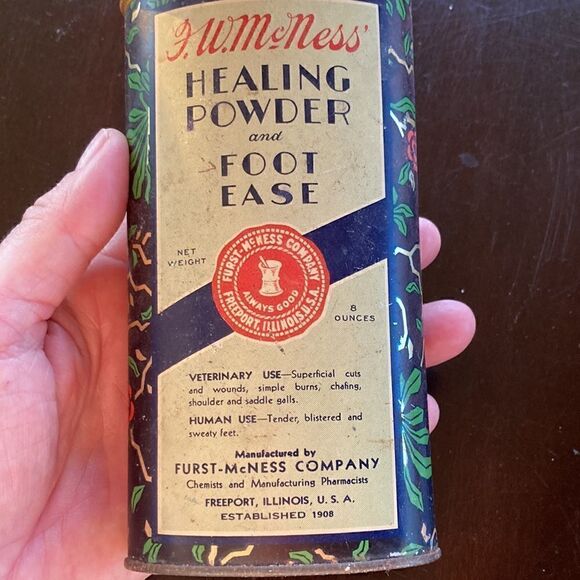 F.W. McNess'
HEALING
POWDER
and
FOOT
EASE
NET
WEIGHT
8
OUNCES
FURST-McNESS COMPANY
ALWAYS GOOD
FREEPORT, ILLINOIS, U.S.A.
VETERINARY USE—Superficial cuts
and wounds, simple burns, chafing,
shoulder and saddle galls.
HUMAN USE—Tender, blistered and
sweaty feet.
Manufactured by
FURST-McNESS COMPANY
Chemists and Manufacturing Pharmacists
FREEPORT, ILLINOIS, U. S. A.
ESTABLISHED 1908